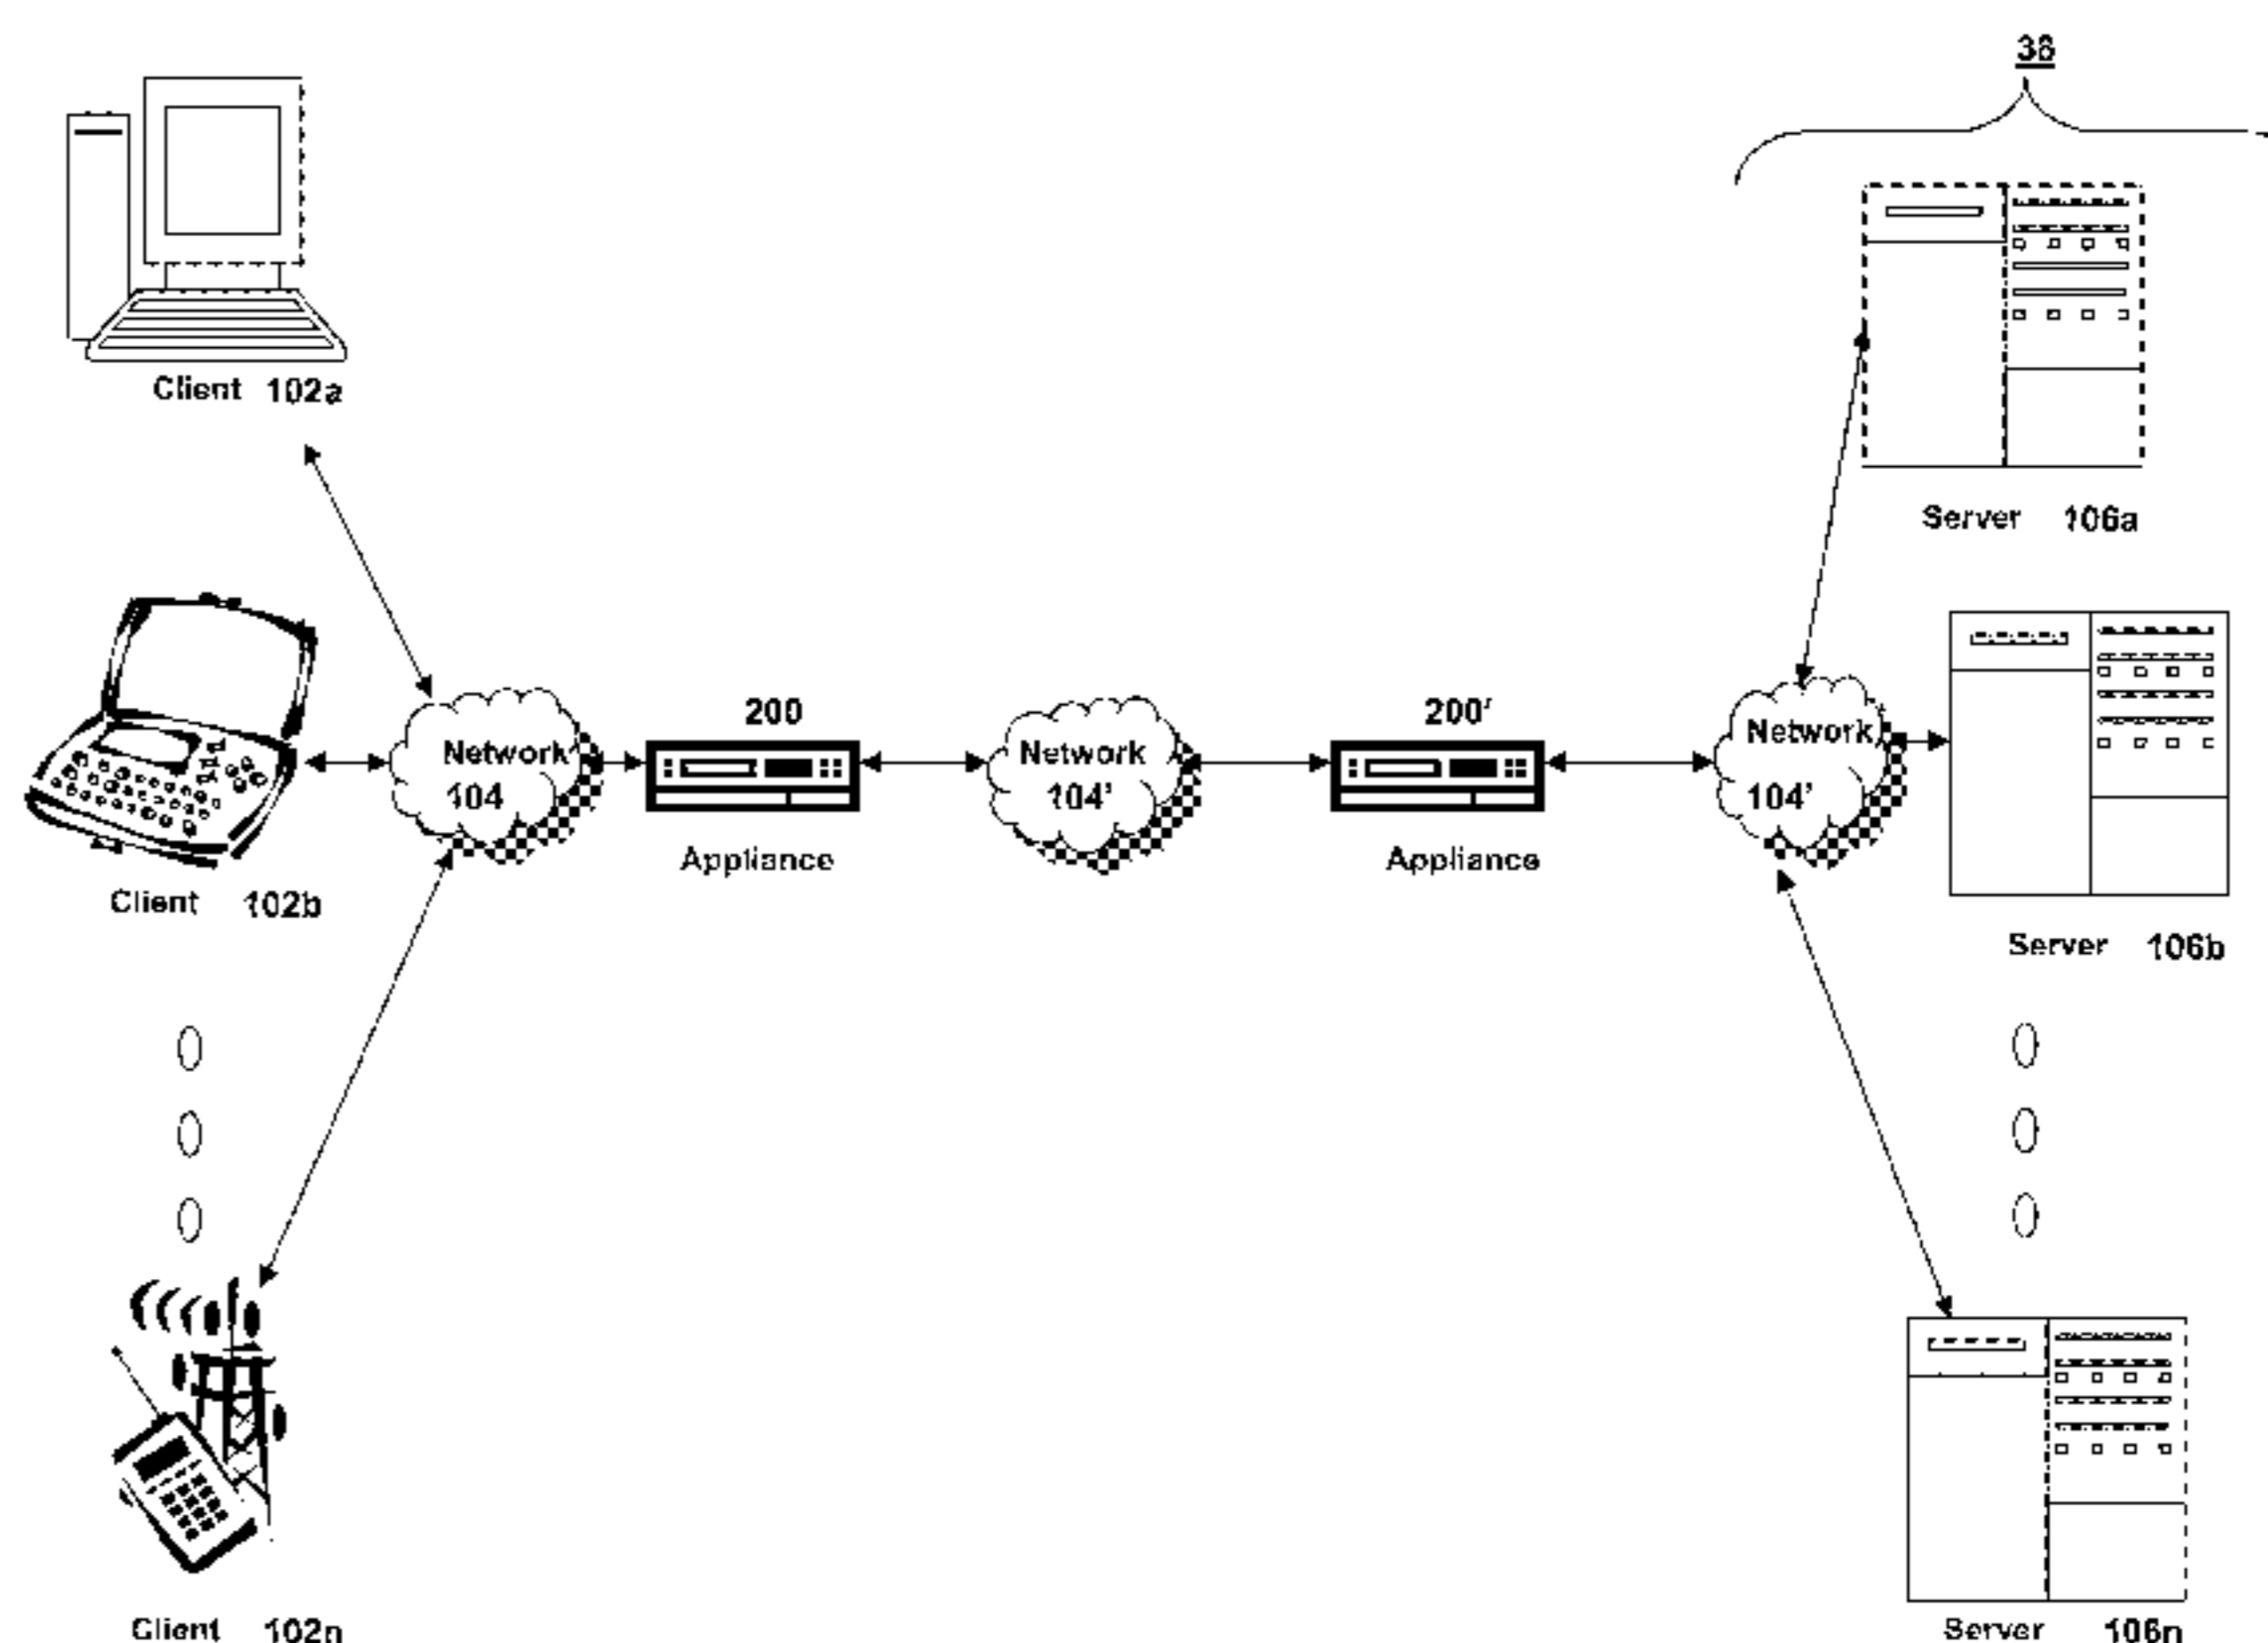 38
Client 102a
Server 106a
200
200'
Network
104
Network
104'
Network
104'
Appliance
Appliance
Client 102b
Server 106b
Client 102n
Server 106n